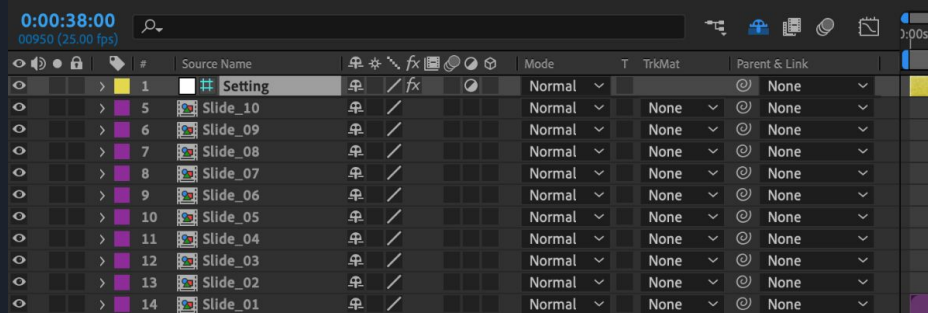 0:00:38:00
00950 (25.00 fps)
):00s
# Source Name fx Mode T TrkMat Parent & Link
1 Setting fx Normal None
5 Slide_10 Normal None None
6 Slide_09 Normal None None
7 Slide_08 Normal None None
8 Slide_07 Normal None None
9 Slide_06 Normal None None
10 Slide_05 Normal None None
11 Slide_04 Normal None None
12 Slide_03 Normal None None
13 Slide_02 Normal None None
14 Slide_01 Normal None None